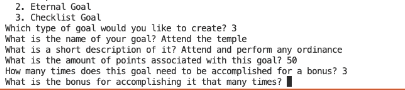 2. Eternal Goal
3. Checklist Goal
Which type of goal would you like to create? 3
What is the name of your goal? Attend the temple
What is a short description of it? Attend and perform any ordinance
What is the amount of points associated with this goal? 50
How many times does this goal need to be accomplished for a bonus? 3
What is the bonus for accomplishing it that many times?